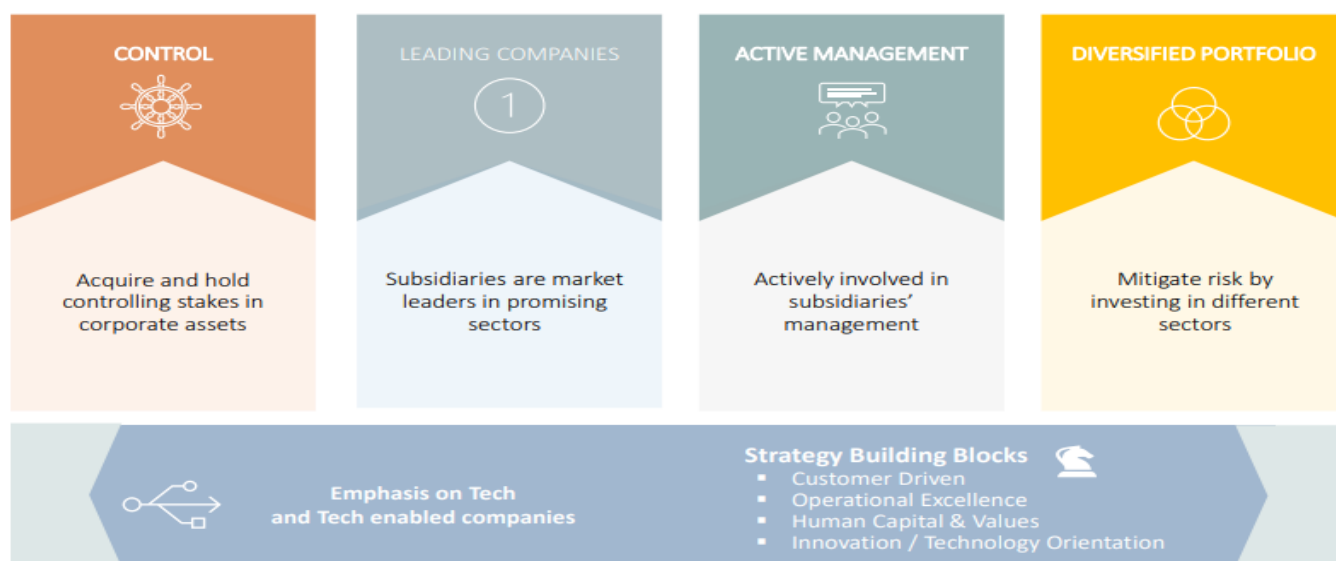 CONTROL
Acquire and hold
controlling stakes in
corporate assets
LEADING COMPANIES
1
Subsidiaries are market
leaders in promising
sectors
ACTIVE MANAGEMENT
Actively involved in
subsidiaries’
management
DIVERSIFIED PORTFOLIO
Mitigate risk by
investing in different
sectors
Emphasis on Tech
and Tech enabled companies
Strategy Building Blocks
▪ Customer Driven
▪ Operational Excellence
▪ Human Capital & Values
▪ Innovation / Technology Orientation